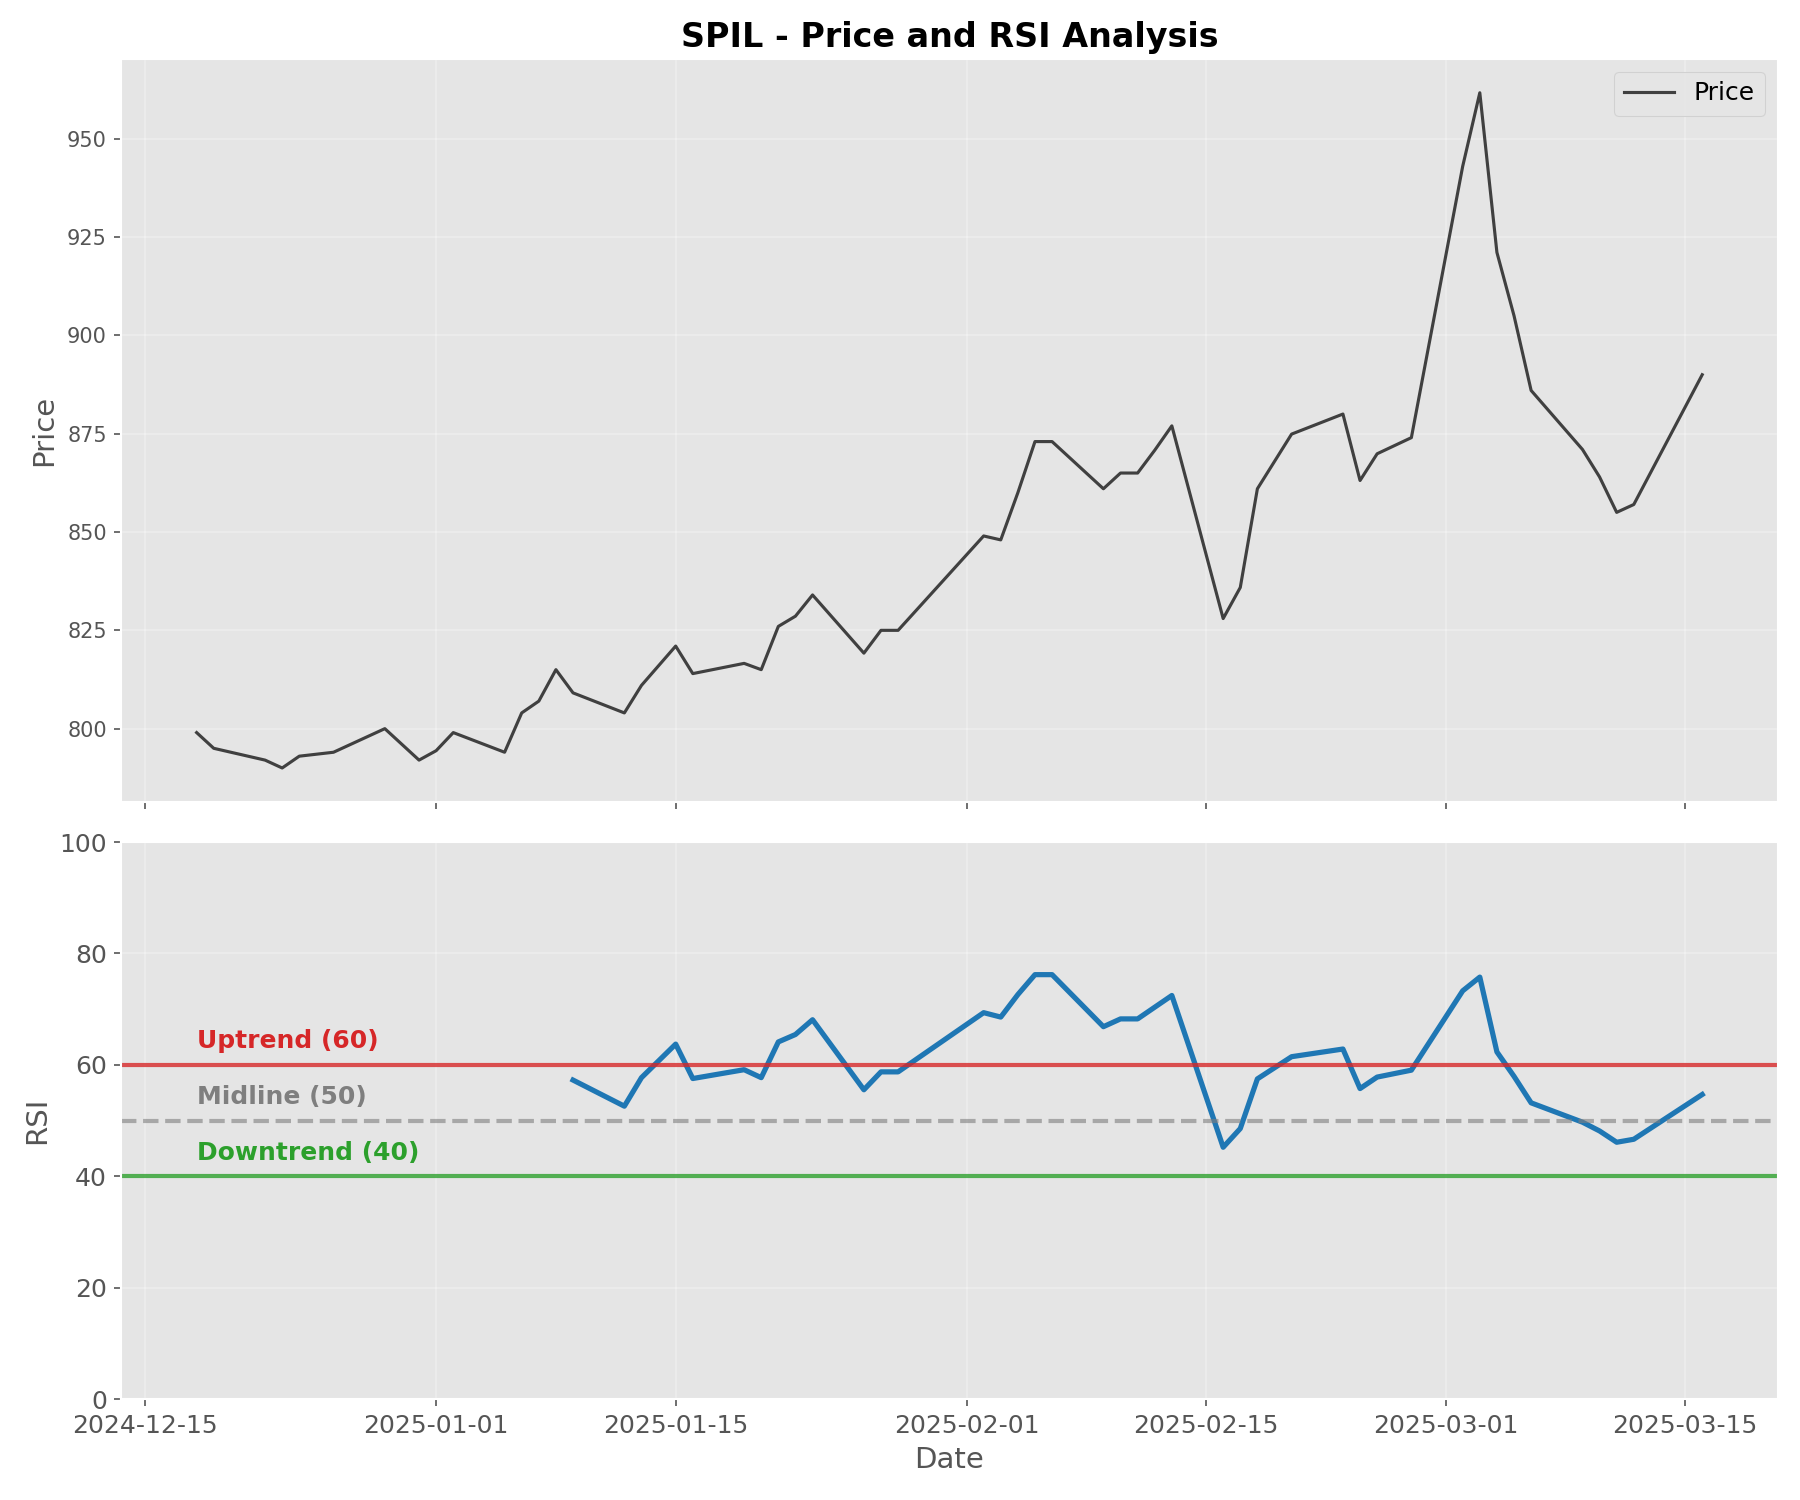 SPIL - Price and RSI Analysis
Price
950
925
900
875
850
825
800
Price
100
80
60
40
20
0
RSI
Uptrend (60)
Midline (50)
Downtrend (40)
2024-12-15 2025-01-01 2025-01-15 2025-02-01 2025-02-15 2025-03-01 2025-03-15
Date